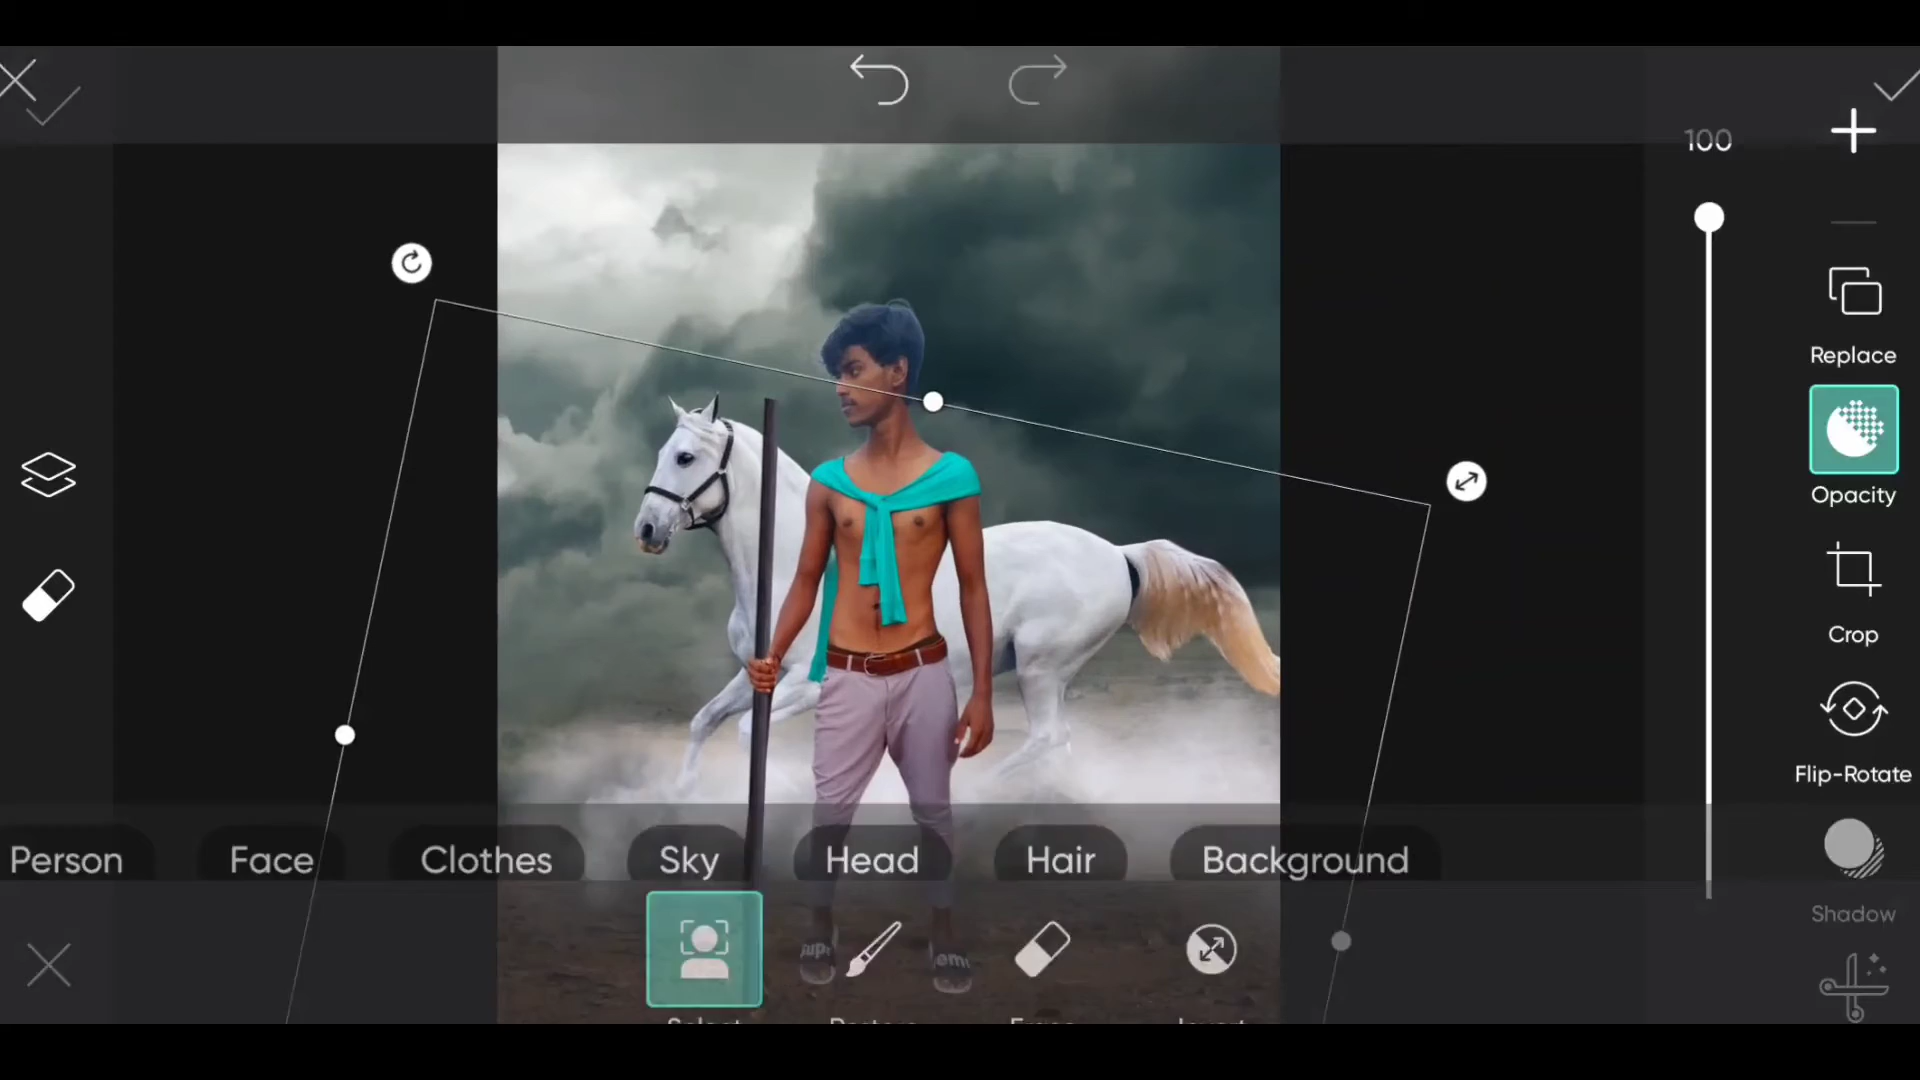 100
Replace
Opacity
Crop
Flip-Rotate
Shadow
Person Face Clothes Sky Head Hair Background